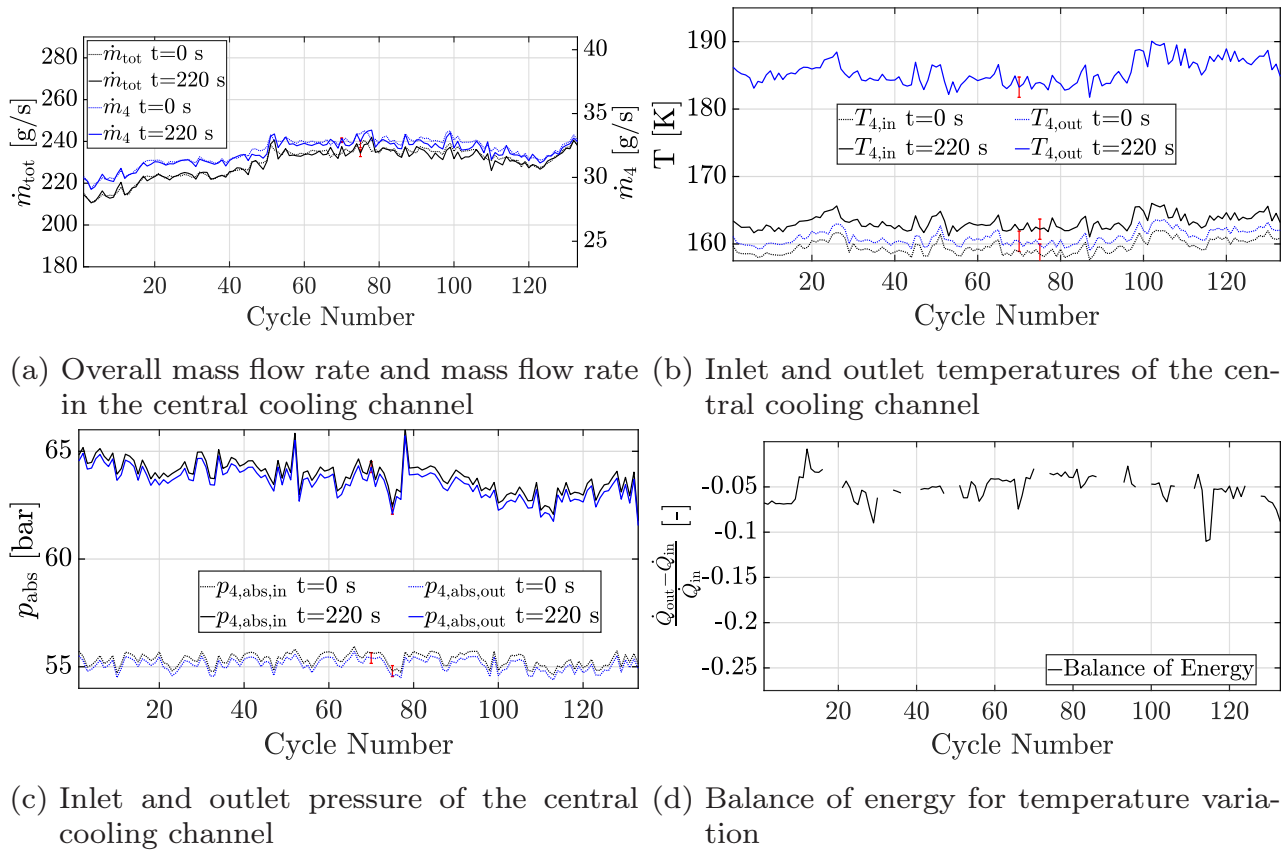 280
260
240
220
200
180
ṁtot [g/s]
ṁtot t=0 s
ṁtot t=220 s
ṁ4 t=0 s
ṁ4 t=220 s
40
35
30
25
ṁ4 [g/s]
20 40 60 80 100 120
Cycle Number
(a) Overall mass flow rate and mass flow rate
in the central cooling channel
190
180
170
160
T [K]
T4,in t=0 s T4,out t=0 s
T4,in t=220 s T4,out t=220 s
20 40 60 80 100 120
Cycle Number
(b) Inlet and outlet temperatures of the cen-
tral cooling channel
65
60
55
pabs [bar]
p4,abs,in t=0 s p4,abs,out t=0 s
p4,abs,in t=220 s p4,abs,out t=220 s
20 40 60 80 100 120
Cycle Number
(c) Inlet and outlet pressure of the central
cooling channel
-0.05
-0.1
-0.15
-0.2
-0.25
Q̇out−Q̇in
Q̇in
[-]
Balance of Energy
20 40 60 80 100 120
Cycle Number
(d) Balance of energy for temperature varia-
tion